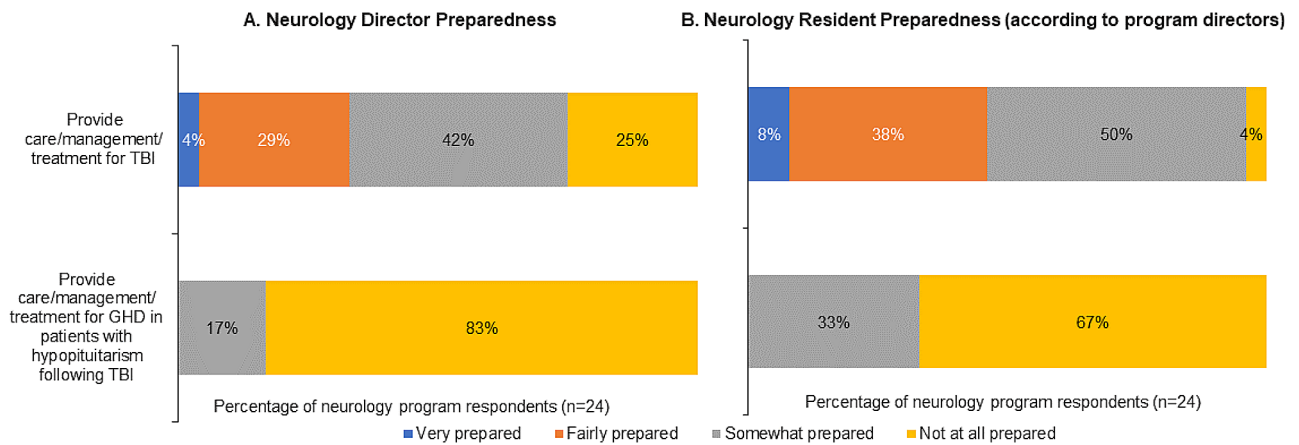 A. Neurology Director Preparedness
B. Neurology Resident Preparedness (according to program directors)
Provide
care/management/
treatment for TBI
4%
29%
42%
25%
8%
38%
50%
4%
Provide
care/management/
treatment for GHD in
patients with
hypopituitarism
following TBI
17%
83%
33%
67%
Percentage of neurology program respondents (n=24)
Percentage of neurology program respondents (n=24)
Very prepared
Fairly prepared
Somewhat prepared
Not at all prepared